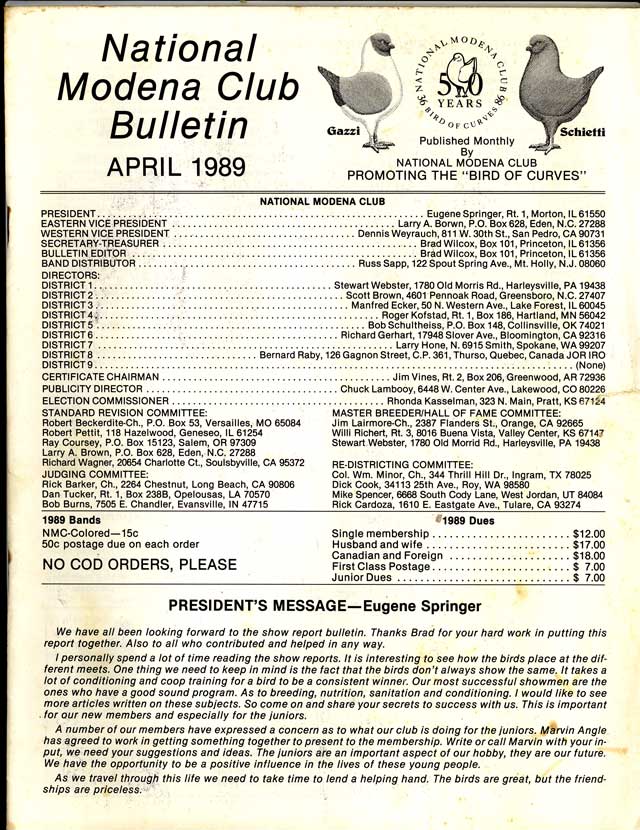 National
Modena Club
Bulletin
APRIL 1989
Gazzi
NATIONAL MODENA CLUB
50
YEARS
'36 BIRD OF CURVES '86
Schietti
Published Monthly
By
NATIONAL MODENA CLUB
PROMOTING THE "BIRD OF CURVES"
NATIONAL MODENA CLUB
PRESIDENT. . . . . Eugene Springer, Rt. 1, Morton, IL 61550
EASTERN VICE PRESIDENT . . . . . Larry A. Borwn, P.O. Box 628, Eden, N.C. 27288
WESTERN VICE PRESIDENT . . . . . Dennis Weyrauch, 811 W. 30th St., San Pedro, CA 90731
SECRETARY-TREASURER . . . . . Brad Wilcox, Box 101, Princeton, IL 61356
BULLETIN EDITOR . . . . . Brad Wilcox, Box 101, Princeton, IL 61356
BAND DISTRIBUTOR . . . . . Russ Sapp, 122 Spout Spring Ave., Mt. Holly, N.J. 08060
DIRECTORS:
DISTRICT 1 . . . . . Stewart Webster, 1780 Old Morris Rd., Harleysville, PA 19438
DISTRICT 2 . . . . . Scott Brown, 4601 Pennoak Road, Greensboro, N.C. 27407
DISTRICT 3 . . . . . Manfred Ecker, 50 N. Western Ave., Lake Forest, IL 60045
DISTRICT 4 . . . . . Roger Kofstad, Rt. 1, Box 186, Hartland, MN 56042
DISTRICT 5 . . . . . Bob Schultheiss, P.O. Box 148, Collinsville, OK 74021
DISTRICT 6 . . . . . Richard Gerhart, 17948 Slover Ave., Bloomington, CA 92316
DISTRICT 7 . . . . . Larry Hone, N. 6915 Smith, Spokane, WA 99207
DISTRICT 8 . . . . . Bernard Raby, 126 Gagnon Street, C.P. 361, Thurso, Quebec, Canada JOR IRO
DISTRICT 9 . . . . . (None)
CERTIFICATE CHAIRMAN . . . . . Jim Vines, Rt. 2, Box 206, Greenwood, AR 72936
PUBLICITY DIRECTOR . . . . . Chuck Lambooy, 6448 W. Center Ave., Lakewood, CO 80226
ELECTION COMMISSIONER . . . . . Rhonda Kasselman, 323 N. Main, Pratt, KS 67124
STANDARD REVISION COMMITTEE:
Robert Beckerdite-Ch., P.O. Box 53, Versailles, MO 65084
Robert Pettit, 118 Hazelwood, Geneseo, IL 61254
Ray Coursey, P.O. Box 15123, Salem, OR 97309
Larry A. Brown, P.O. Box 628, Eden, N.C. 27288
Richard Wagner, 20654 Charlotte Ct., Soulsbyville, CA 95372
JUDGING COMMITTEE:
Rick Barker, Ch., 2264 Chestnut, Long Beach, CA 90806
Dan Tucker, Rt. 1, Box 238B, Opelousas, LA 70570
Bob Burns, 7505 E. Chandler, Evansville, IN 47715
MASTER BREEDER/HALL OF FAME COMMITTEE:
Jim Lairmore-Ch., 2387 Flanders St., Orange, CA 92665
Willi Richert, Rt. 3, 8016 Buena Vista, Valley Center, KS 67147
Stewart Webster, 1780 Old Morrid Rd., Harleysville, PA 19438
RE-DISTRICTING COMMITTEE:
Col. Wm. Minor, Ch., 344 Thrill Hill Dr., Ingram, TX 78025
Dick Cook, 34113 25th Ave., Roy, WA 98580
Mike Spencer, 6668 South Cody Lane, West Jordan, UT 84084
Rick Cardoza, 1610 E. Eastgate Ave., Tulare, CA 93274
1989 Bands
NMC-Colored—15c
50c postage due on each order
NO COD ORDERS, PLEASE
1989 Dues
Single membership . . . . . $12.00
Husband and wife . . . . . $17.00
Canadian and Foreign . . . . . $18.00
First Class Postage . . . . . $ 7.00
Junior Dues . . . . . $ 7.00
PRESIDENT'S MESSAGE—Eugene Springer
We have all been looking forward to the show report bulletin. Thanks Brad for your hard work in putting this
report together. Also to all who contributed and helped in any way.
I personally spend a lot of time reading the show reports. It is interesting to see how the birds place at the dif-
ferent meets. One thing we need to keep in mind is the fact that the birds don't always show the same. It takes a
lot of conditioning and coop training for a bird to be a consistent winner. Our most successful showmen are the
ones who have a good sound program. As to breeding, nutrition, sanitation and conditioning. I would like to see
more articles written on these subjects. So come on and share your secrets to success with us. This is important
for our new members and especially for the juniors.
A number of our members have expressed a concern as to what our club is doing for the juniors. Marvin Angle
has agreed to work in getting something together to present to the membership. Write or call Marvin with your in-
put, we need your suggestions and ideas. The juniors are an important aspect of our hobby, they are our future.
We have the opportunity to be a positive influence in the lives of these young people.
As we travel through this life we need to take time to lend a helping hand. The birds are great, but the friend-
ships are priceless.